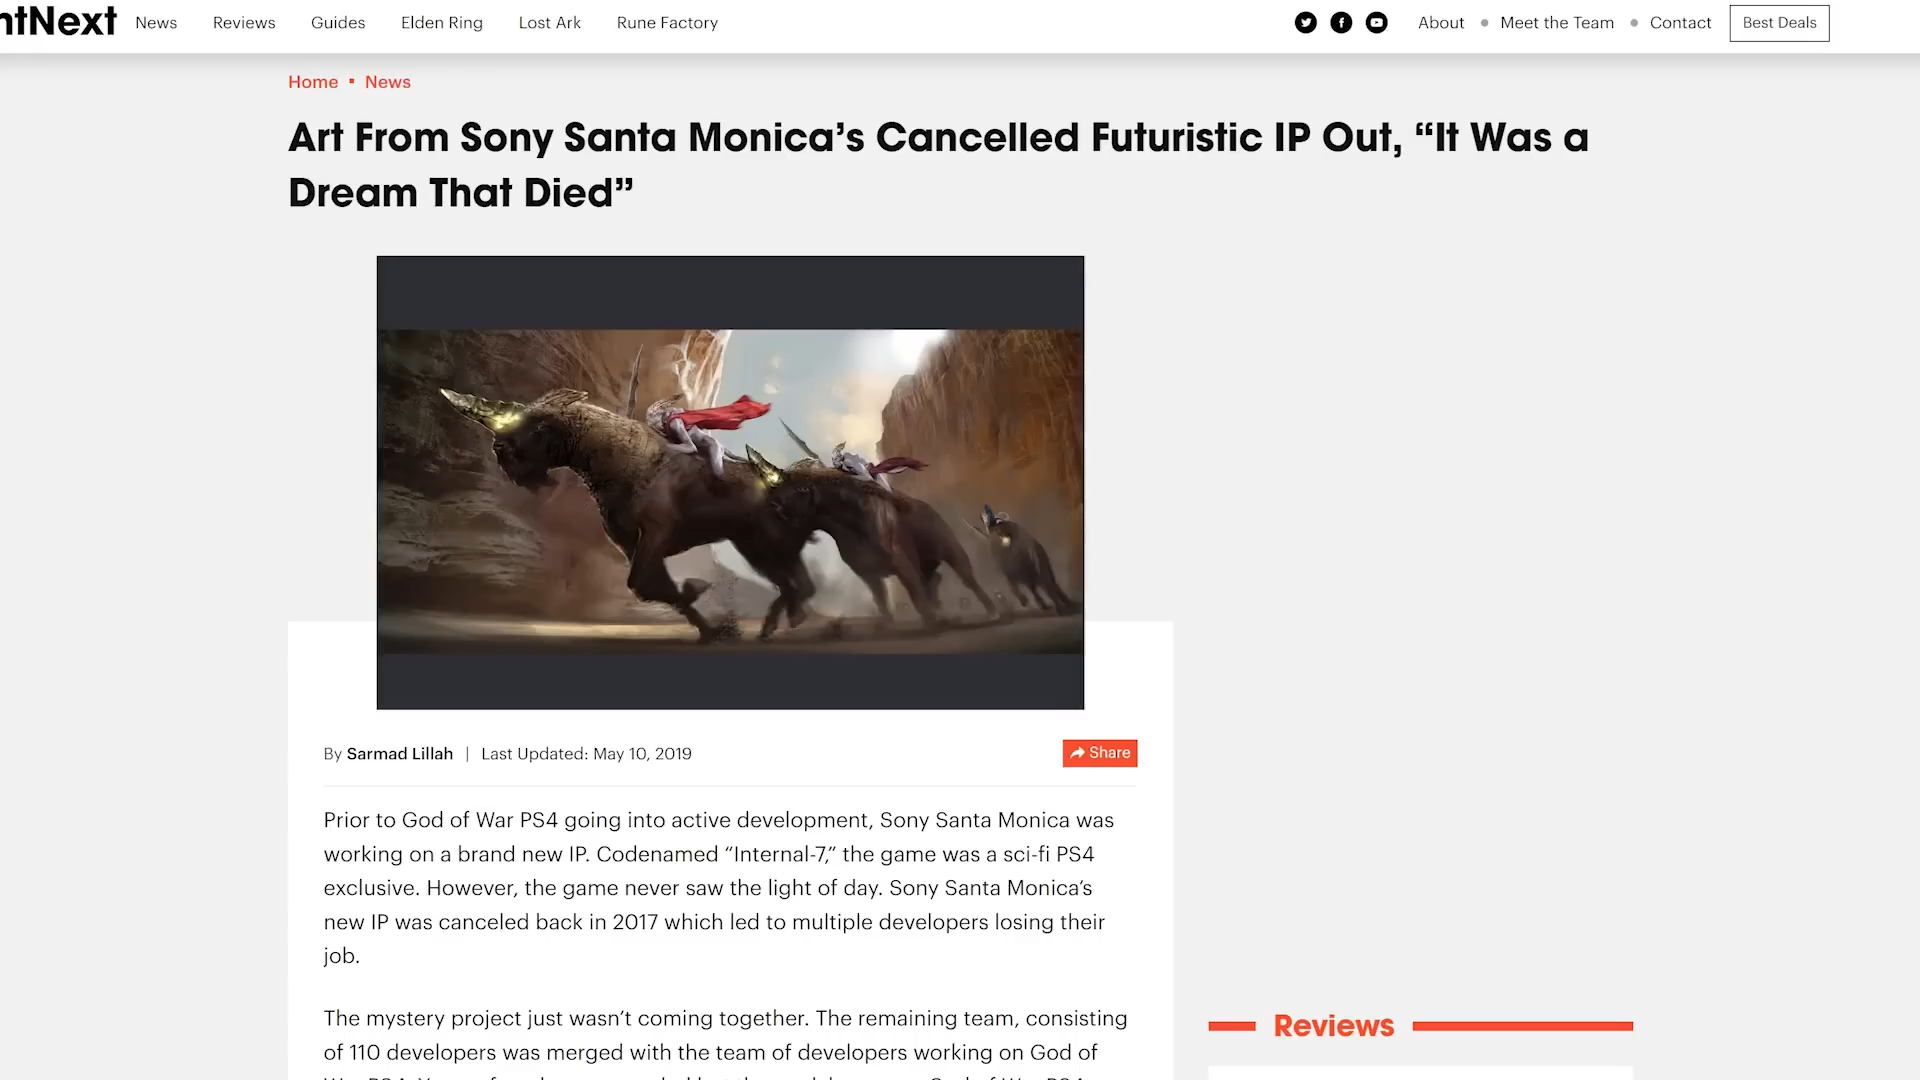 ntNext
News
Reviews
Guides
Elden Ring
Lost Ark
Rune Factory
About
Meet the Team
Contact
Best Deals
Home
News
Art From Sony Santa Monica’s Cancelled Futuristic IP Out, “It Was a
Dream That Died”
By Sarmad Lillah | Last Updated: May 10, 2019
Share
Prior to God of War PS4 going into active development, Sony Santa Monica was
working on a brand new IP. Codenamed “Internal-7,” the game was a sci-fi PS4
exclusive. However, the game never saw the light of day. Sony Santa Monica’s
new IP was canceled back in 2017 which led to multiple developers losing their
job.
The mystery project just wasn’t coming together. The remaining team, consisting
of 110 developers was merged with the team of developers working on God of
Reviews